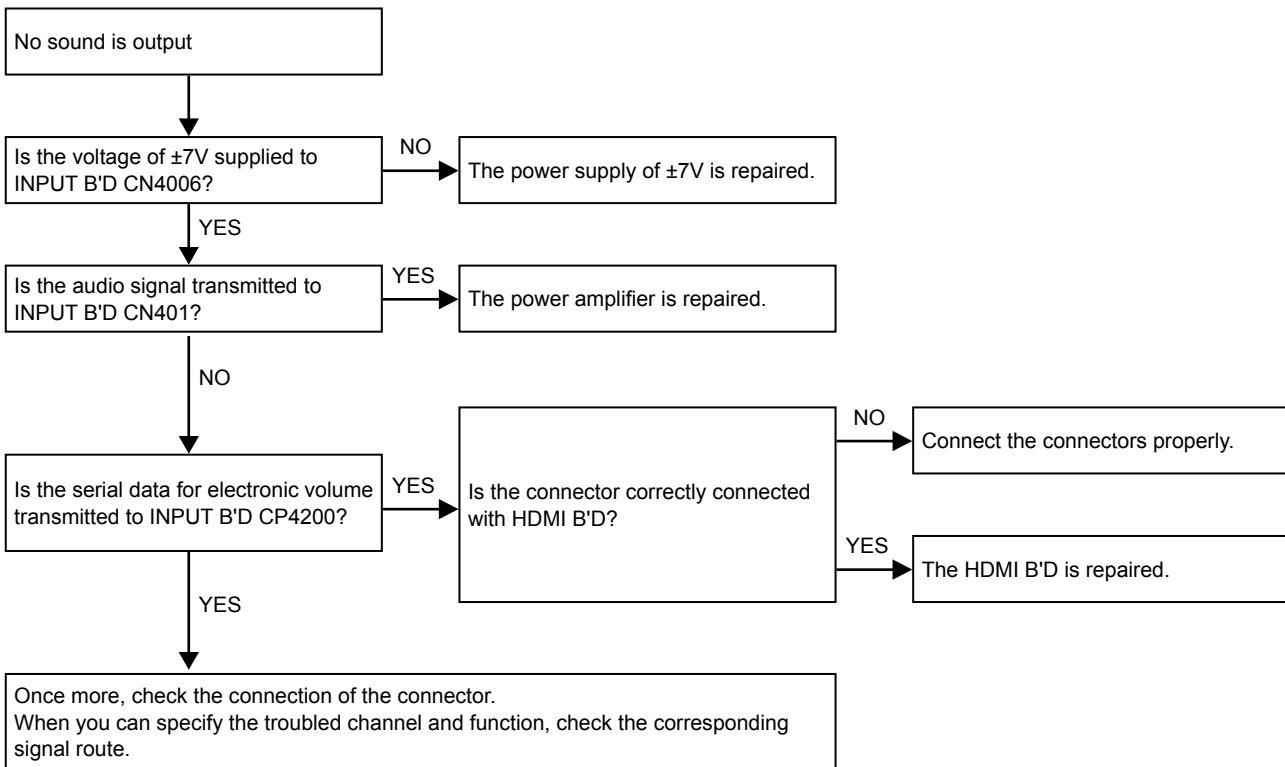 No sound is output
Is the voltage of ±7V supplied to
INPUT B'D CN4006?
NO
The power supply of ±7V is repaired.
YES
Is the audio signal transmitted to
INPUT B'D CN401?
YES
The power amplifier is repaired.
NO
Is the serial data for electronic volume
transmitted to INPUT B'D CP4200?
YES
Is the connector correctly connected
with HDMI B'D?
NO
Connect the connectors properly.
YES
The HDMI B'D is repaired.
YES
Once more, check the connection of the connector.
When you can specify the troubled channel and function, check the corresponding
signal route.